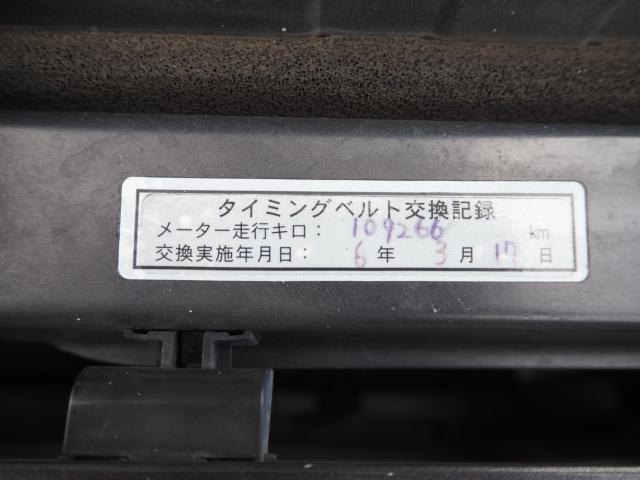 タイミングベルト交換記録
メーター走行キロ： 109266 km
交換実施年月日： 6 年 3 月 17 日